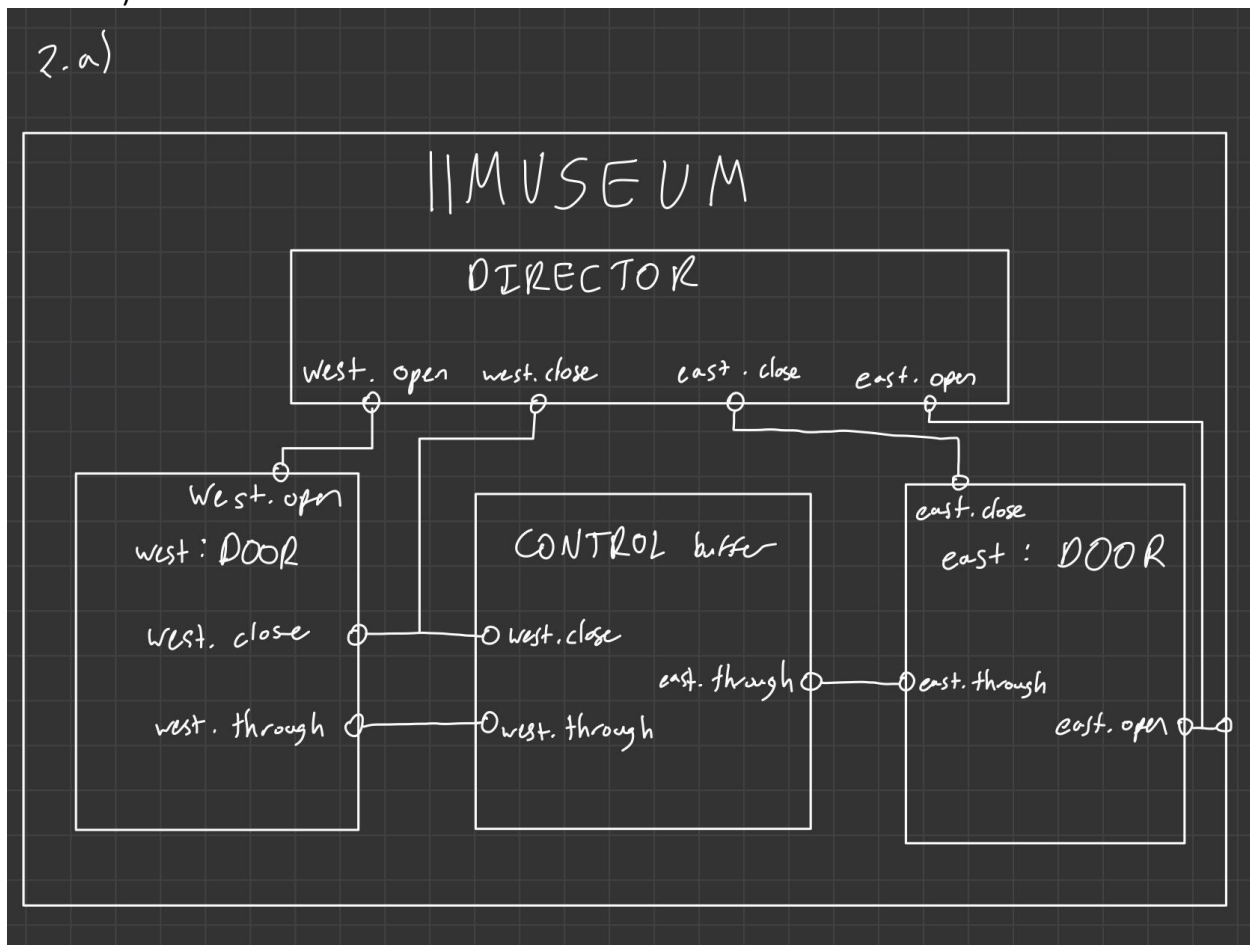 2.a)
||MUSEUM
DIRECTOR
west. open west.close east. close east. open
west. open
west: DOOR
west. close
west. through
CONTROL buffer
west.close
east. through
west. through
east.close
east : DOOR
east.through
east.open